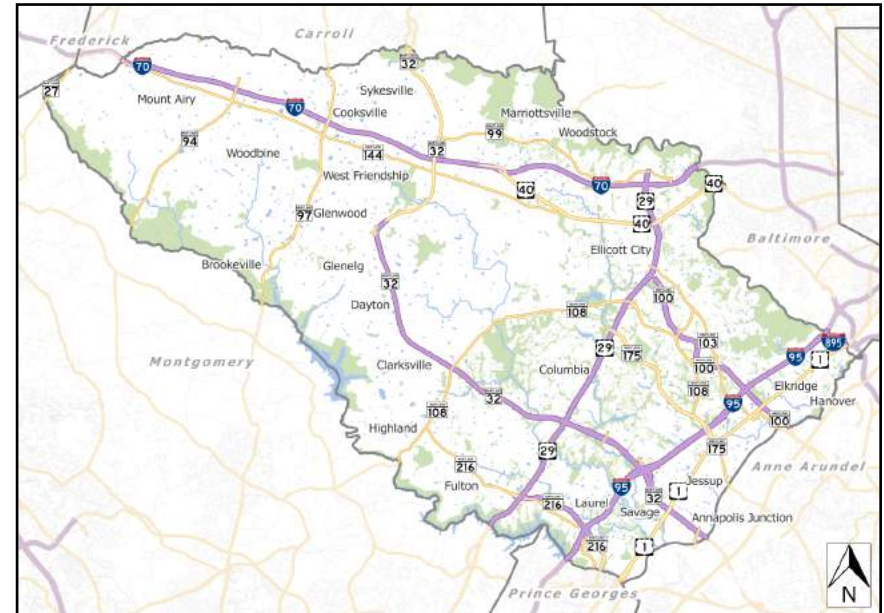 Carroll
Frederick
32
70
27
Mount Airy
Sykesville
70
Cooksville
Marriottsville
99
Woodstock
94
Woodbine
144
32
West Friendship
40
70
40
29
97
Glenwood
40
Baltimore
Ellicott City
Brookeville
Glenelg
32
100
Dayton
108
895
103
29
175
95
1
Montgomery
Clarksville
Columbia
100
Elkridge
32
108
95
Hanover
108
100
Highland
29
175
216
Anne Arundel
Fulton
Jessup
95
1
32
216
Laurel
Savage
Annapolis Junction
216
1
Prince Georges
N